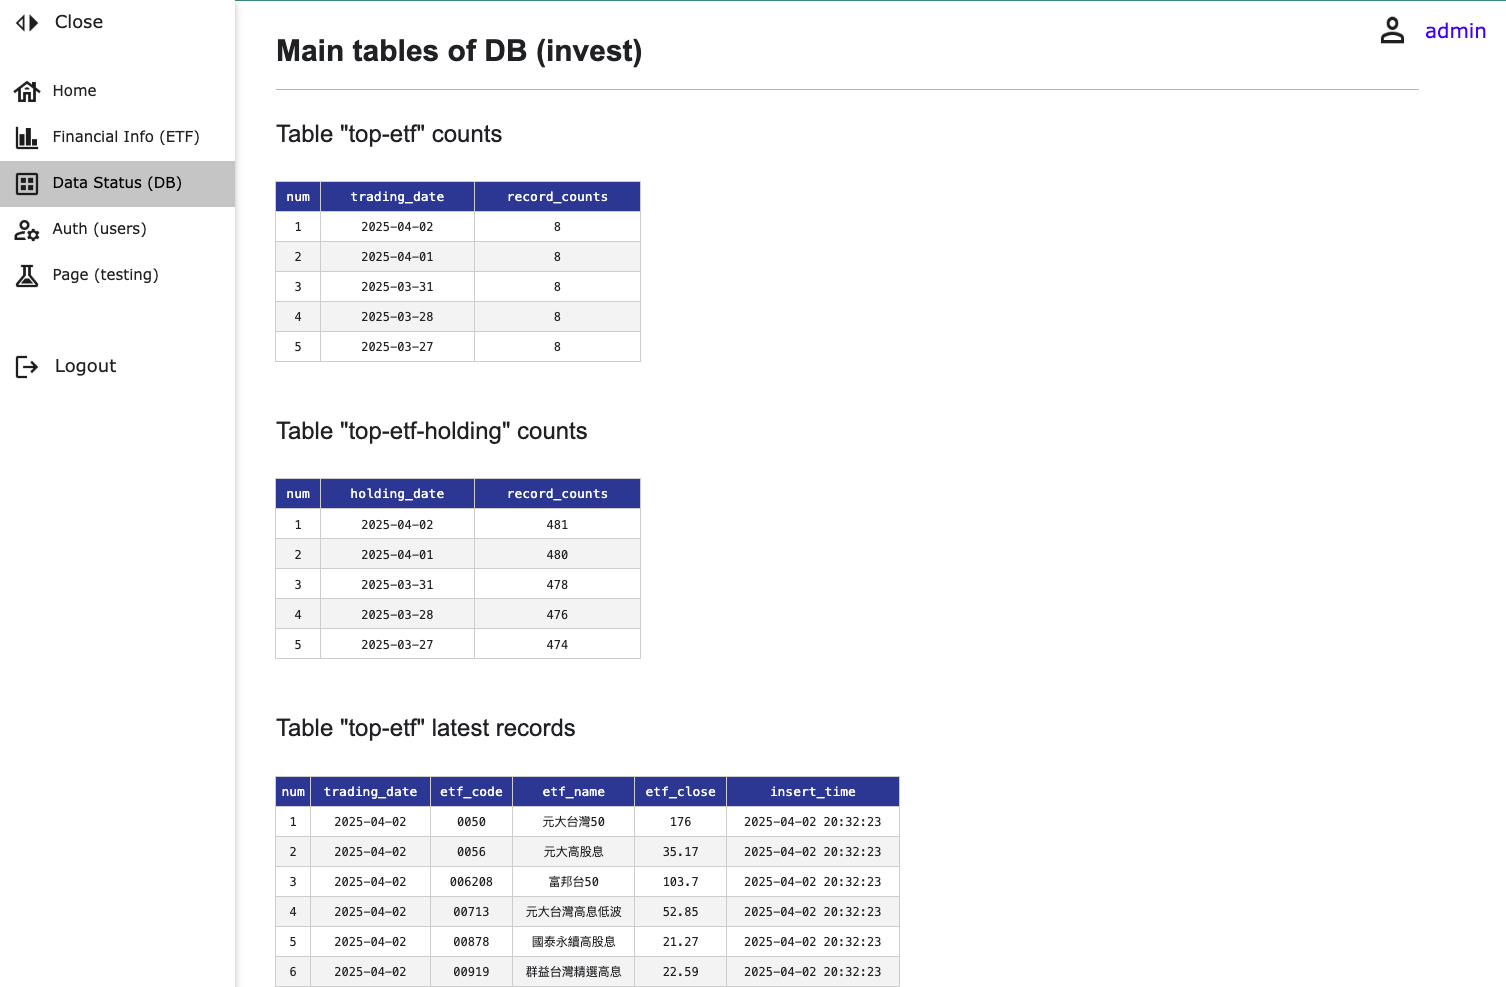 Close
Home
Financial Info (ETF)
Data Status (DB)
Auth (users)
Page (testing)
Logout
admin
Main tables of DB (invest)
Table "top-etf" counts
num trading_date record_counts
1 2025-04-02 8
2 2025-04-01 8
3 2025-03-31 8
4 2025-03-28 8
5 2025-03-27 8
Table "top-etf-holding" counts
num holding_date record_counts
1 2025-04-02 481
2 2025-04-01 480
3 2025-03-31 478
4 2025-03-28 476
5 2025-03-27 474
Table "top-etf" latest records
num trading_date etf_code etf_name etf_close insert_time
1 2025-04-02 0050 元大台灣50 176 2025-04-02 20:32:23
2 2025-04-02 0056 元大高股息 35.17 2025-04-02 20:32:23
3 2025-04-02 006208 富邦台50 103.7 2025-04-02 20:32:23
4 2025-04-02 00713 元大台灣高息低波 52.85 2025-04-02 20:32:23
5 2025-04-02 00878 國泰永續高股息 21.27 2025-04-02 20:32:23
6 2025-04-02 00919 群益台灣精選高息 22.59 2025-04-02 20:32:23